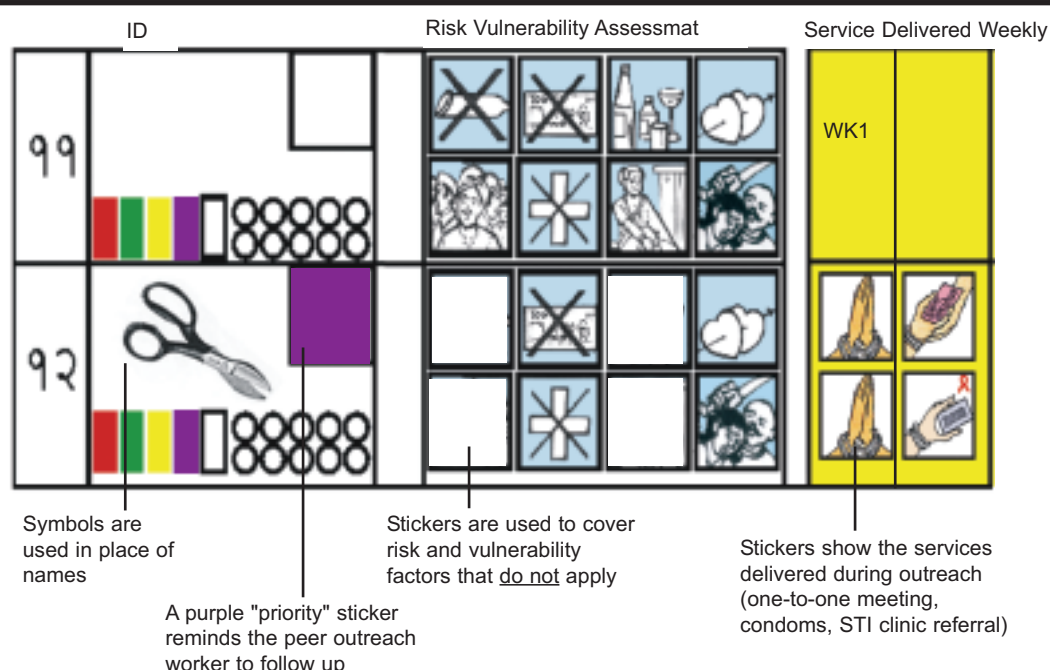 ID
Risk Vulnerability Assessmat
Service Delivered Weekly
११
WK1
१२
Symbols are
used in place of
names
A purple "priority" sticker
reminds the peer outreach
worker to follow up
Stickers are used to cover
risk and vulnerability
factors that do not apply
Stickers show the services
delivered during outreach
(one-to-one meeting,
condoms, STI clinic referral)